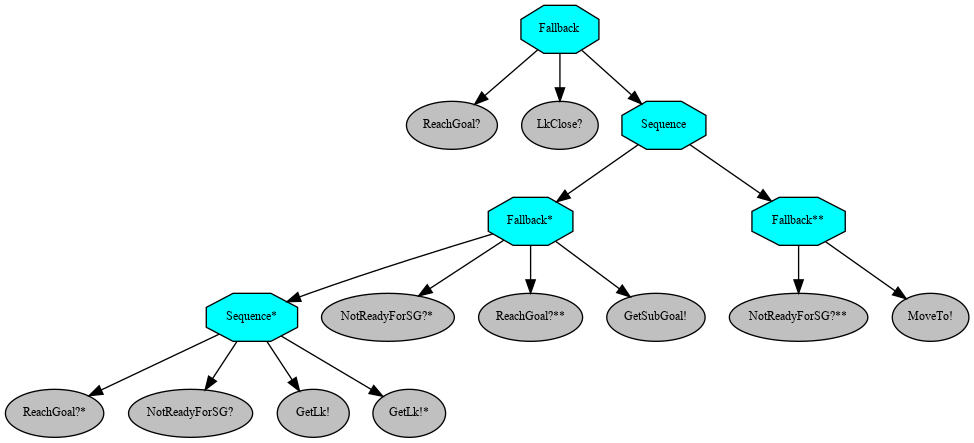 Fallback
ReachGoal?
LkClose?
Sequence
Fallback*
Fallback**
Sequence*
NotReadyForSG?*
ReachGoal?**
GetSubGoal!
NotReadyForSG?**
MoveTo!
ReachGoal?*
NotReadyForSG?
GetLk!
GetLk!*